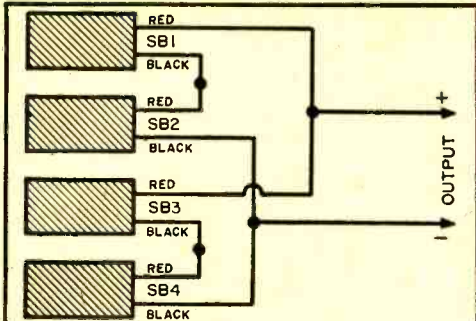 RED
SB1
BLACK
RED
SB2
BLACK
RED
SB3
BLACK
RED
SB4
BLACK
+
OUTPUT
-